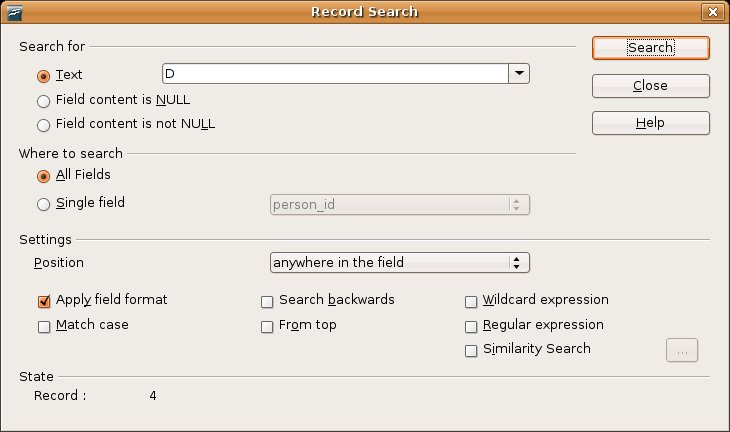 Record Search
Search for
Search
Text D
Close
Field content is NULL
Field content is not NULL
Help
Where to search
All Fields
Single field person_id
Settings
Position anywhere in the field
Apply field format Search backwards Wildcard expression
Match case From top Regular expression
Similarity Search ...
State
Record : 4